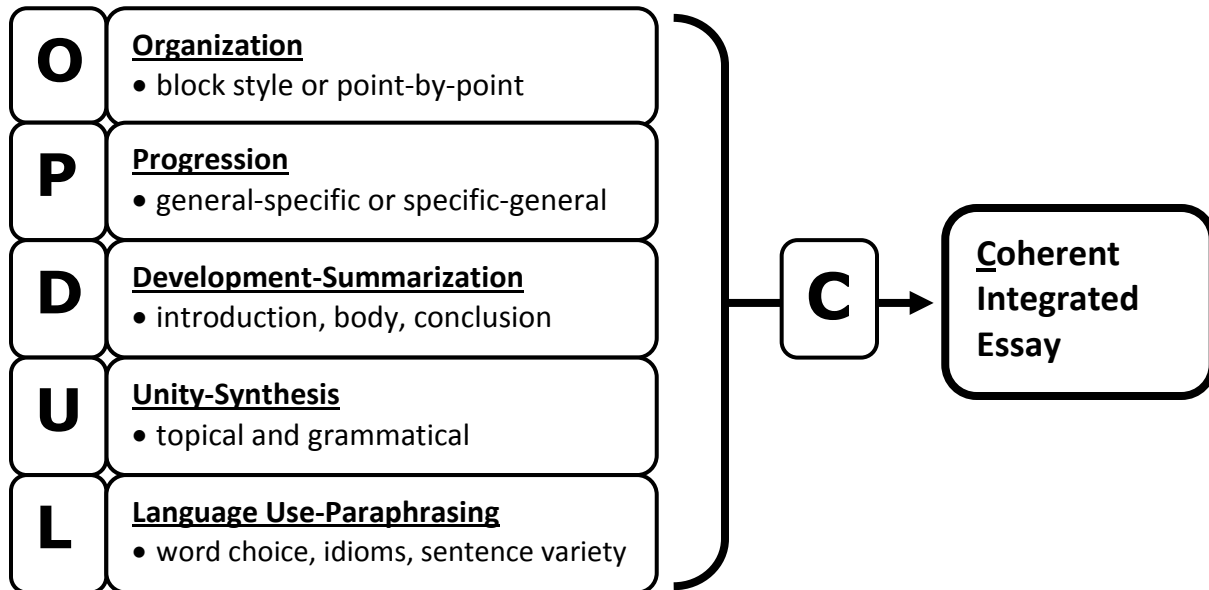 O
Organization
• block style or point-by-point
P
Progression
• general-specific or specific-general
D
Development-Summarization
• introduction, body, conclusion
U
Unity-Synthesis
• topical and grammatical
L
Language Use-Paraphrasing
• word choice, idioms, sentence variety
C
Coherent
Integrated
Essay